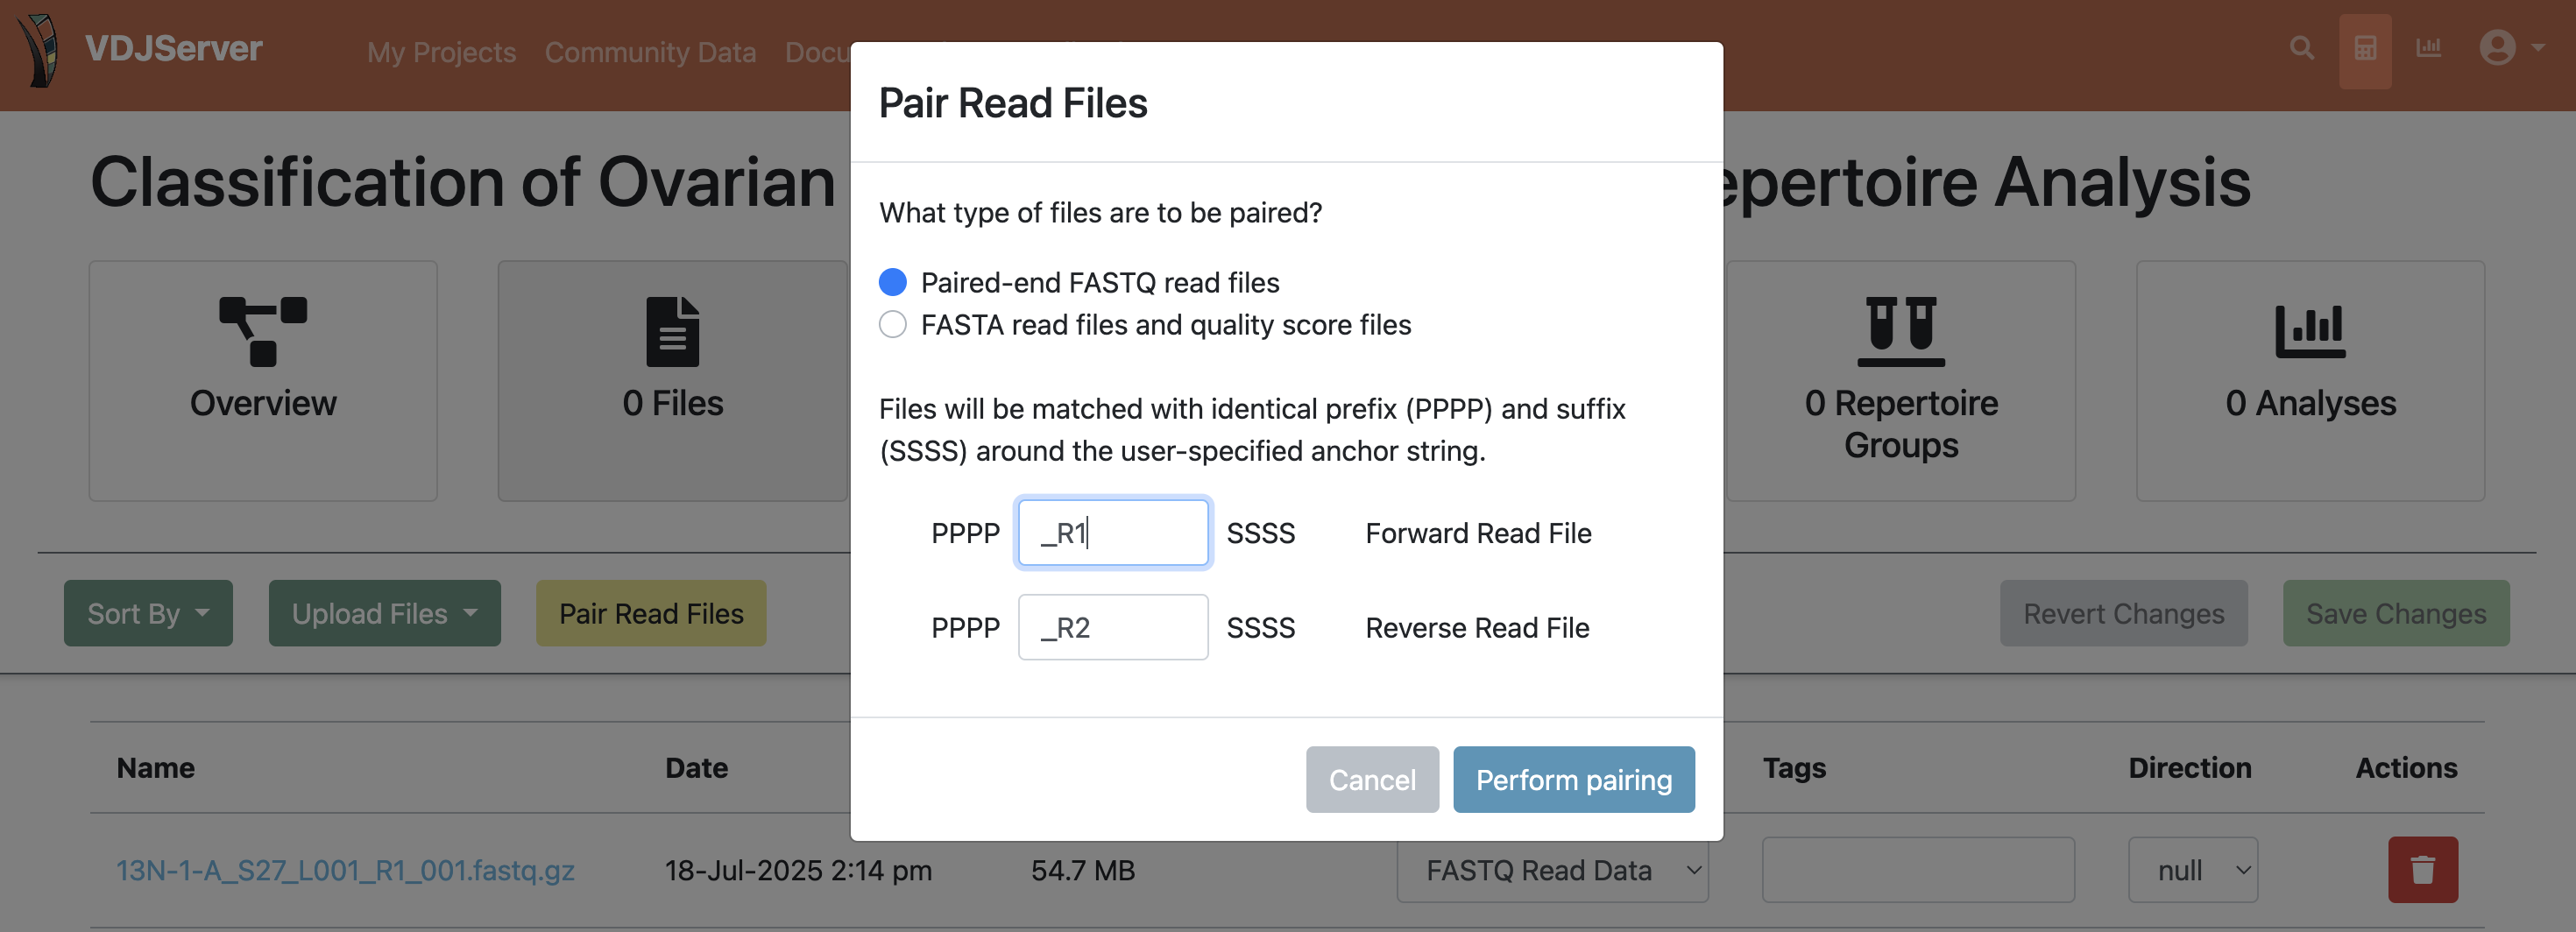 VDJServer
My Projects Community Data Docu
Pair Read Files
Classification of Ovarian
epertoire Analysis
What type of files are to be paired?
Paired-end FASTQ read files
FASTA read files and quality score files
Overview
0 Files
0 Repertoire
Groups
0 Analyses
Files will be matched with identical prefix (PPPP) and suffix
(SSSS) around the user-specified anchor string.
PPPP _R1 SSSS Forward Read File
PPPP _R2 SSSS Reverse Read File
Sort By Upload Files Pair Read Files
Revert Changes Save Changes
Cancel Perform pairing
Name Date Tags Direction Actions
13N-1-A_S27_L001_R1_001.fastq.gz 18-Jul-2025 2:14 pm 54.7 MB FASTQ Read Data null